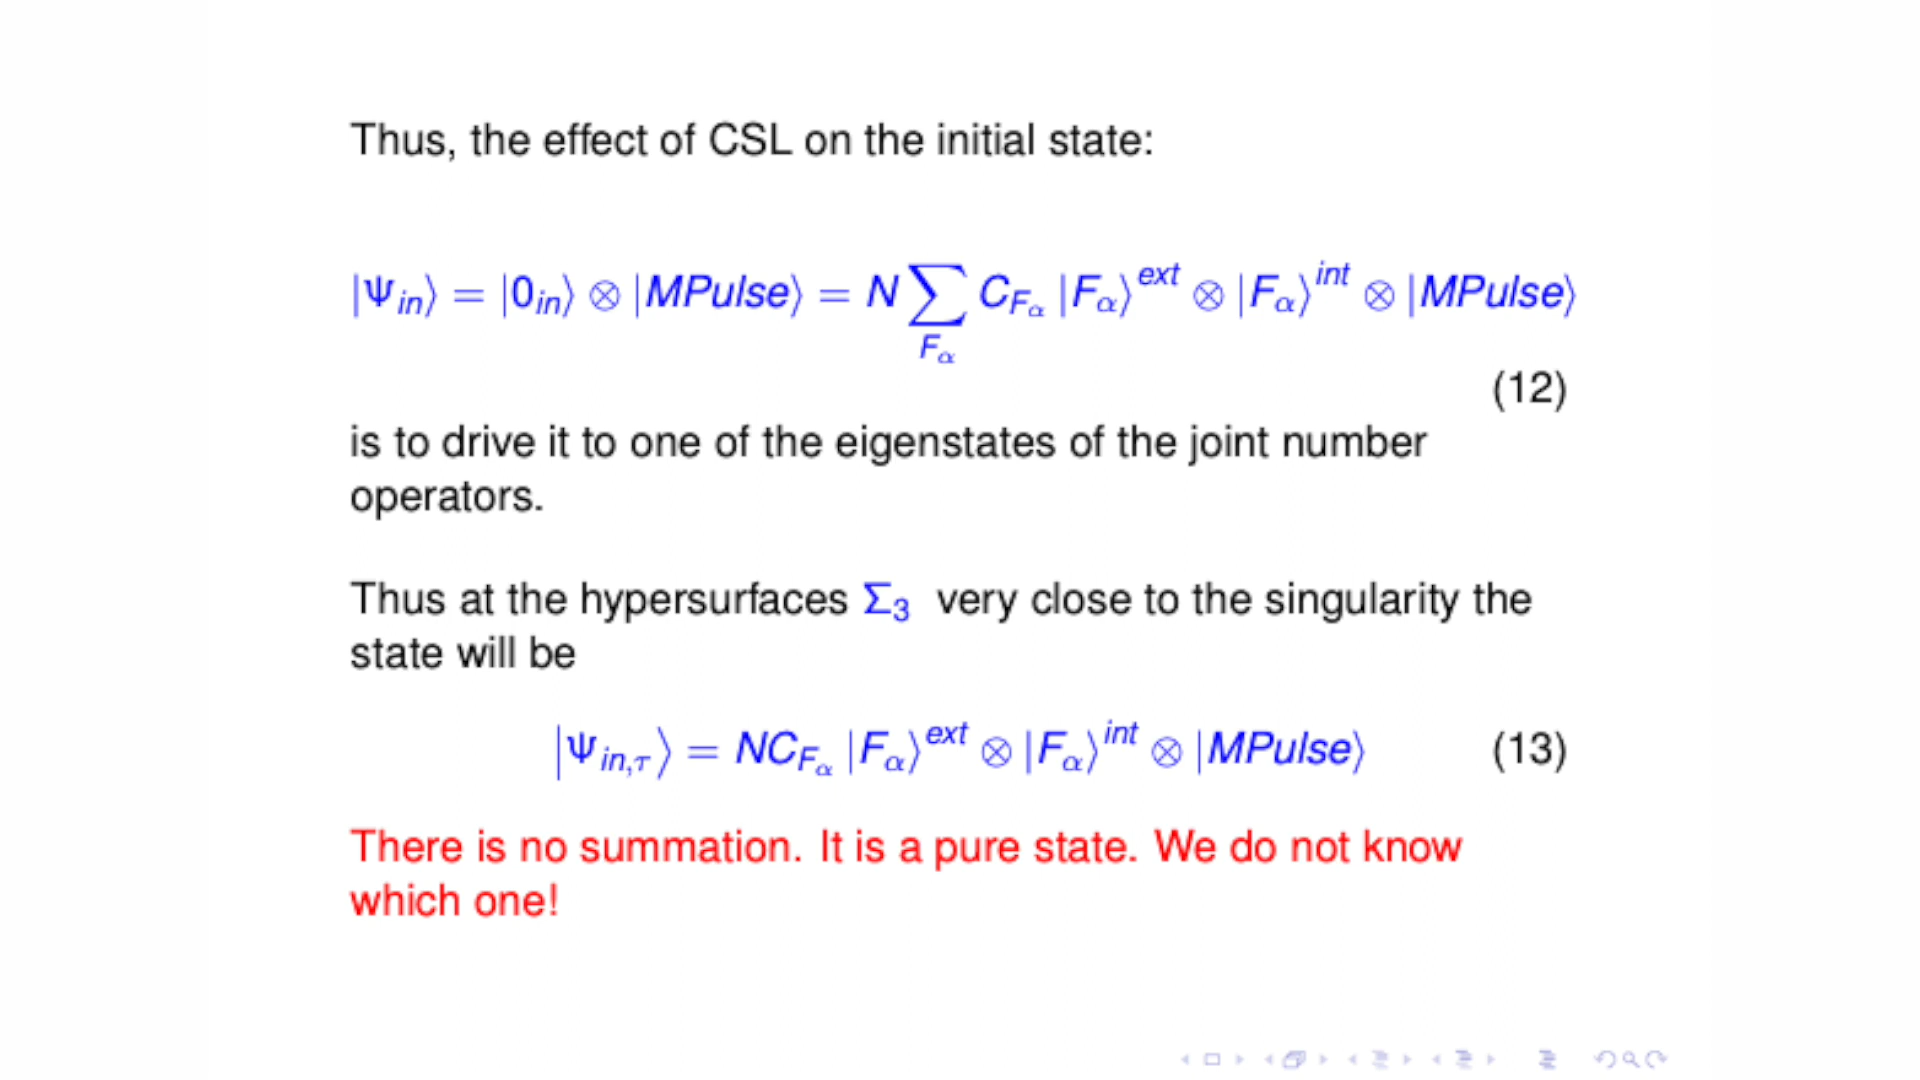 Thus, the effect of CSL on the initial state:
|Ψ_in⟩ = |0_in⟩ ⊗ |MPulse⟩ = N ∑_{F_α} C_{F_α} |F_α⟩^{ext} ⊗ |F_α⟩^{int} ⊗ |MPulse⟩
(12)
is to drive it to one of the eigenstates of the joint number
operators.
Thus at the hypersurfaces Σ_3 very close to the singularity the
state will be
|Ψ_{in,τ}⟩ = NC_{F_α} |F_α⟩^{ext} ⊗ |F_α⟩^{int} ⊗ |MPulse⟩ (13)
There is no summation. It is a pure state. We do not know
which one!